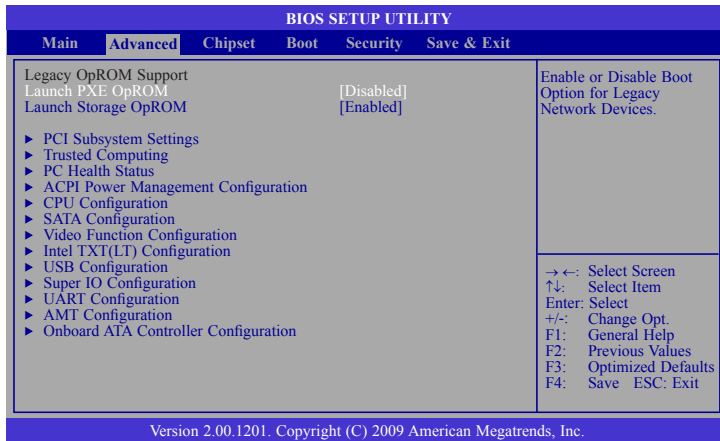 BIOS SETUP UTILITY
Main Advanced Chipset Boot Security Save & Exit
Legacy OpROM Support
Launch PXE OpROM [Disabled]
Launch Storage OpROM [Enabled]
► PCI Subsystem Settings
► Trusted Computing
► PC Health Status
► ACPI Power Management Configuration
► CPU Configuration
► SATA Configuration
► Video Function Configuration
► Intel TXT(LT) Configuration
► USB Configuration
► Super IO Configuration
► UART Configuration
► AMT Configuration
► Onboard ATA Controller Configuration
Enable or Disable Boot
Option for Legacy
Network Devices.
→←: Select Screen
↑↓: Select Item
Enter: Select
+/-: Change Opt.
F1: General Help
F2: Previous Values
F3: Optimized Defaults
F4: Save ESC: Exit
Version 2.00.1201. Copyright (C) 2009 American Megatrends, Inc.